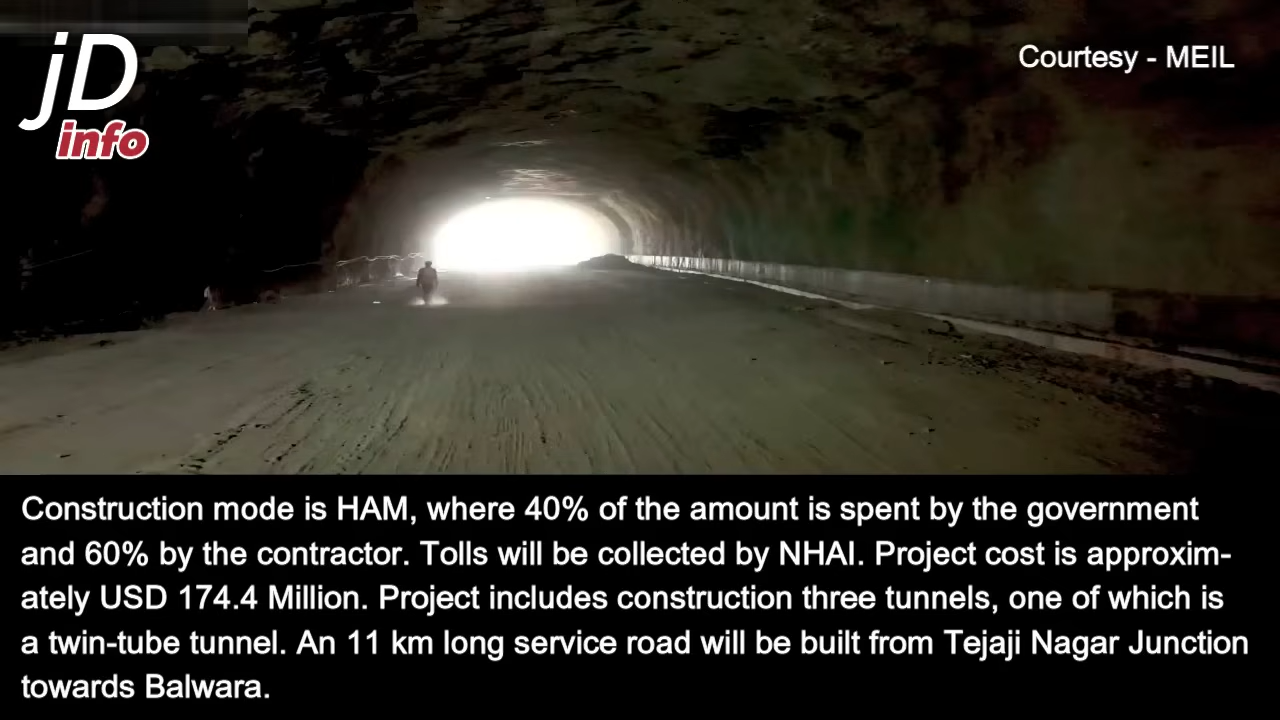 jD
info
Courtesy - MEIL
Construction mode is HAM, where 40% of the amount is spent by the government
and 60% by the contractor. Tolls will be collected by NHAI. Project cost is approxim-
ately USD 174.4 Million. Project includes construction three tunnels, one of which is
a twin-tube tunnel. An 11 km long service road will be built from Tejaji Nagar Junction
towards Balwara.